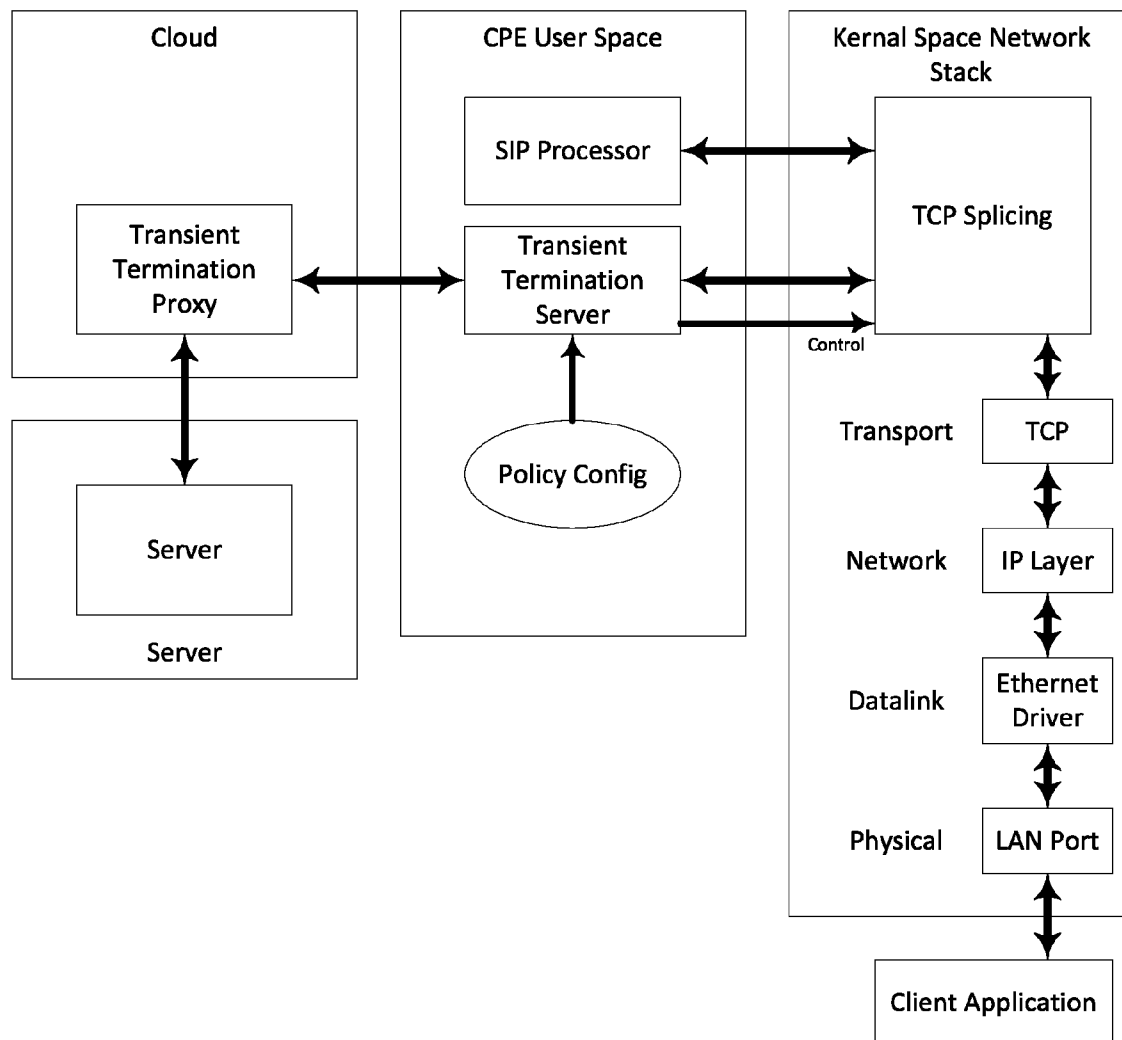 Cloud
CPE User Space
Kernal Space Network
Stack
SIP Processor
TCP Splicing
Transient
Termination
Proxy
Transient
Termination
Server
Control
Policy Config
Server
Server
Transport
TCP
Network
IP Layer
Datalink
Ethernet
Driver
Physical
LAN Port
Client Application